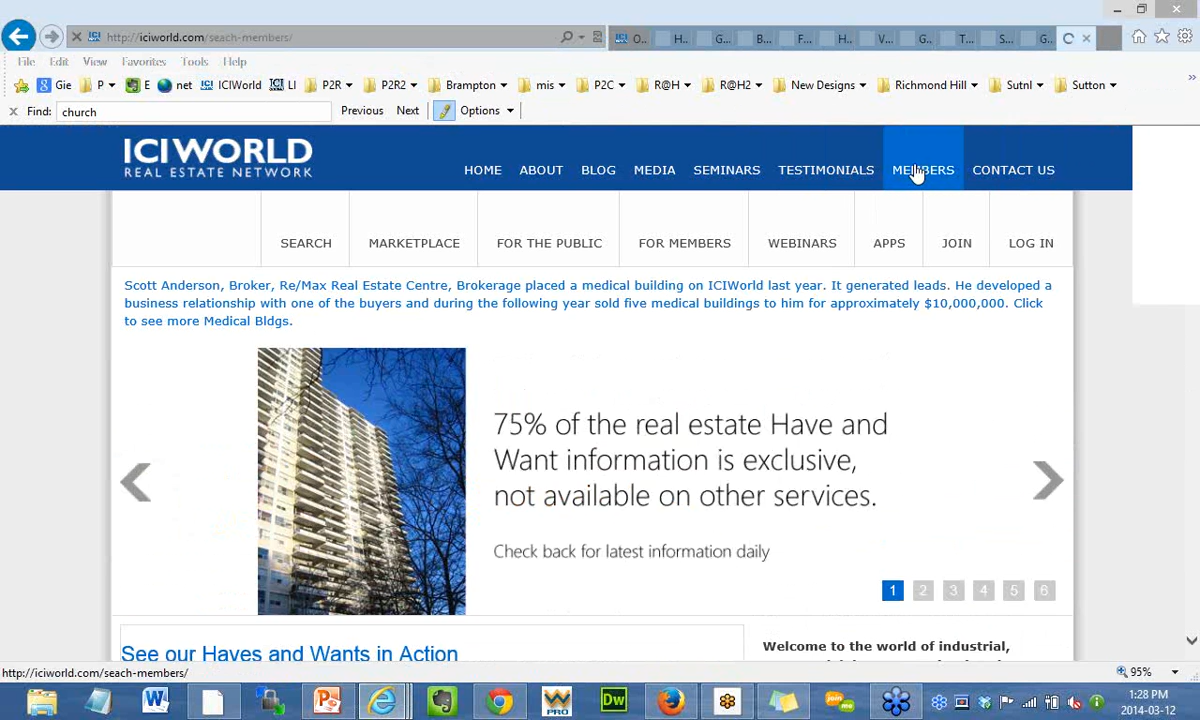 http://iciworld.com/seach-members/
O... H... G... B... F... H... V... G... T... S... G...
File Edit View Favorites Tools Help
Gie P E net ICIWorld LI P2R P2R2 Brampton mis P2C R@H R@H2 New Designs Richmond Hill Sutnl Sutton
Find: church Previous Next Options
ICIWORLD
REAL ESTATE NETWORK
HOME ABOUT BLOG MEDIA SEMINARS TESTIMONIALS MEMBERS CONTACT US
SEARCH MARKETPLACE FOR THE PUBLIC FOR MEMBERS WEBINARS APPS JOIN LOG IN
Scott Anderson, Broker, Re/Max Real Estate Centre, Brokerage placed a medical building on ICIWorld last year. It generated leads. He developed a
business relationship with one of the buyers and during the following year sold five medical buildings to him for approximately $10,000,000. Click
to see more Medical Bldgs.
75% of the real estate Have and
Want information is exclusive,
not available on other services.
Check back for latest information daily
1 2 3 4 5 6
See our Haves and Wants in Action
Welcome to the world of industrial,
http://iciworld.com/seach-members/
95%
1:28 PM
2014-03-12